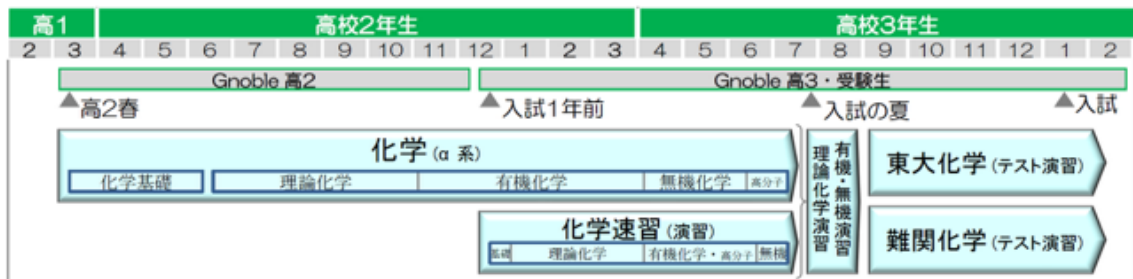 高1 高校2年生 高校3年生
2 3 4 5 6 7 8 9 10 11 12 1 2 3 4 5 6 7 8 9 10 11 12 1 2
Gnoble 高2 Gnoble 高3・受験生
▲高2春 ▲入試1年前 ▲入試の夏 ▲入試
化学(α 系)
化学基礎 理論化学 有機化学 無機化学 高分子
化学速習(演習)
基礎 理論化学 有機化学・高分子 無機
有機・無機演習
理論化学演習
東大化学(テスト演習)
難関化学(テスト演習)